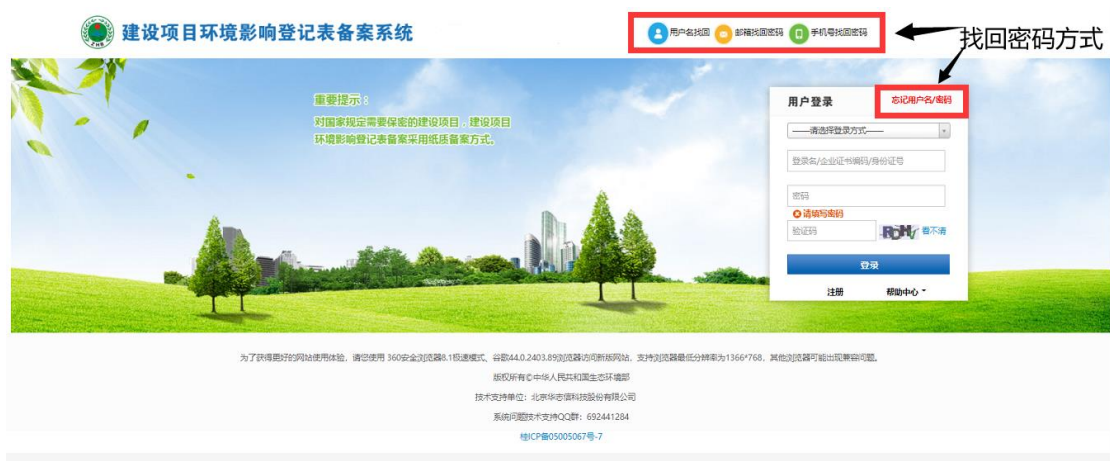 建设项目环境影响登记表备案系统
用户名找回 邮箱找回密码 手机号找回密码
找回密码方式
重要提示：
对国家规定需要保密的建设项目，建设项目
环境影响登记表备案采用纸质备案方式。
用户登录 忘记用户名/密码
——请选择登录方式——
登录名/企业证书编码/身份证号
密码
请填写密码
验证码 RDHY 看不清
登录
注册 帮助中心
为了获得更好的网站使用体验，请您使用 360安全浏览器8.1极速模式、谷歌44.0.2403.89浏览器访问新版网站，支持浏览器最低分辨率为1366*768，其他浏览器可能出现兼容问题。
版权所有©中华人民共和国生态环境部
技术支持单位：北京华志信科技股份有限公司
系统问题技术支持QQ群：692441284
桂ICP备05005067号-7